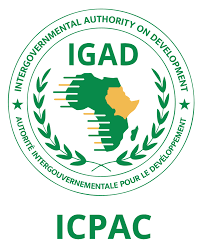 INTERGOVERNMENTAL AUTHORITY ON DEVELOPMENT
IGAD
AUTORITÉ INTERGOUVERNEMENTALE POUR LE DÉVELOPPEMENT
ICPAC